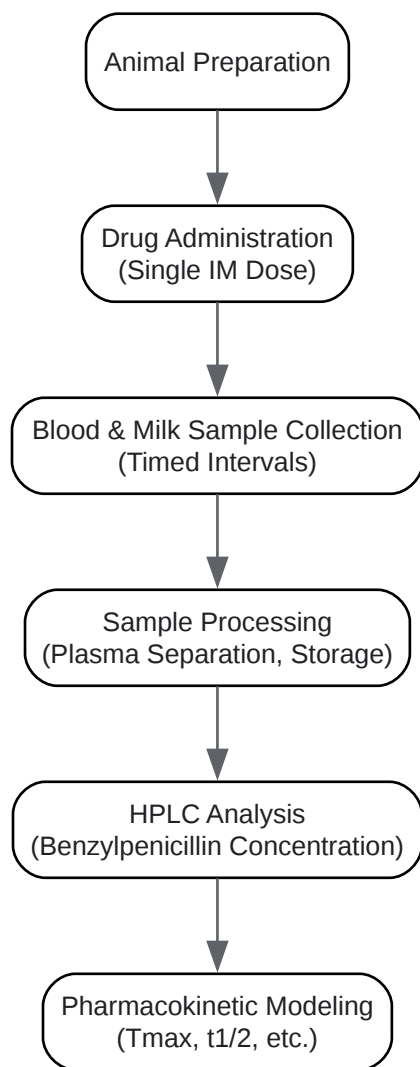 Animal Preparation
Drug Administration
(Single IM Dose)
Blood & Milk Sample Collection
(Timed Intervals)
Sample Processing
(Plasma Separation, Storage)
HPLC Analysis
(Benzylpenicillin Concentration)
Pharmacokinetic Modeling
(Tmax, t1/2, etc.)